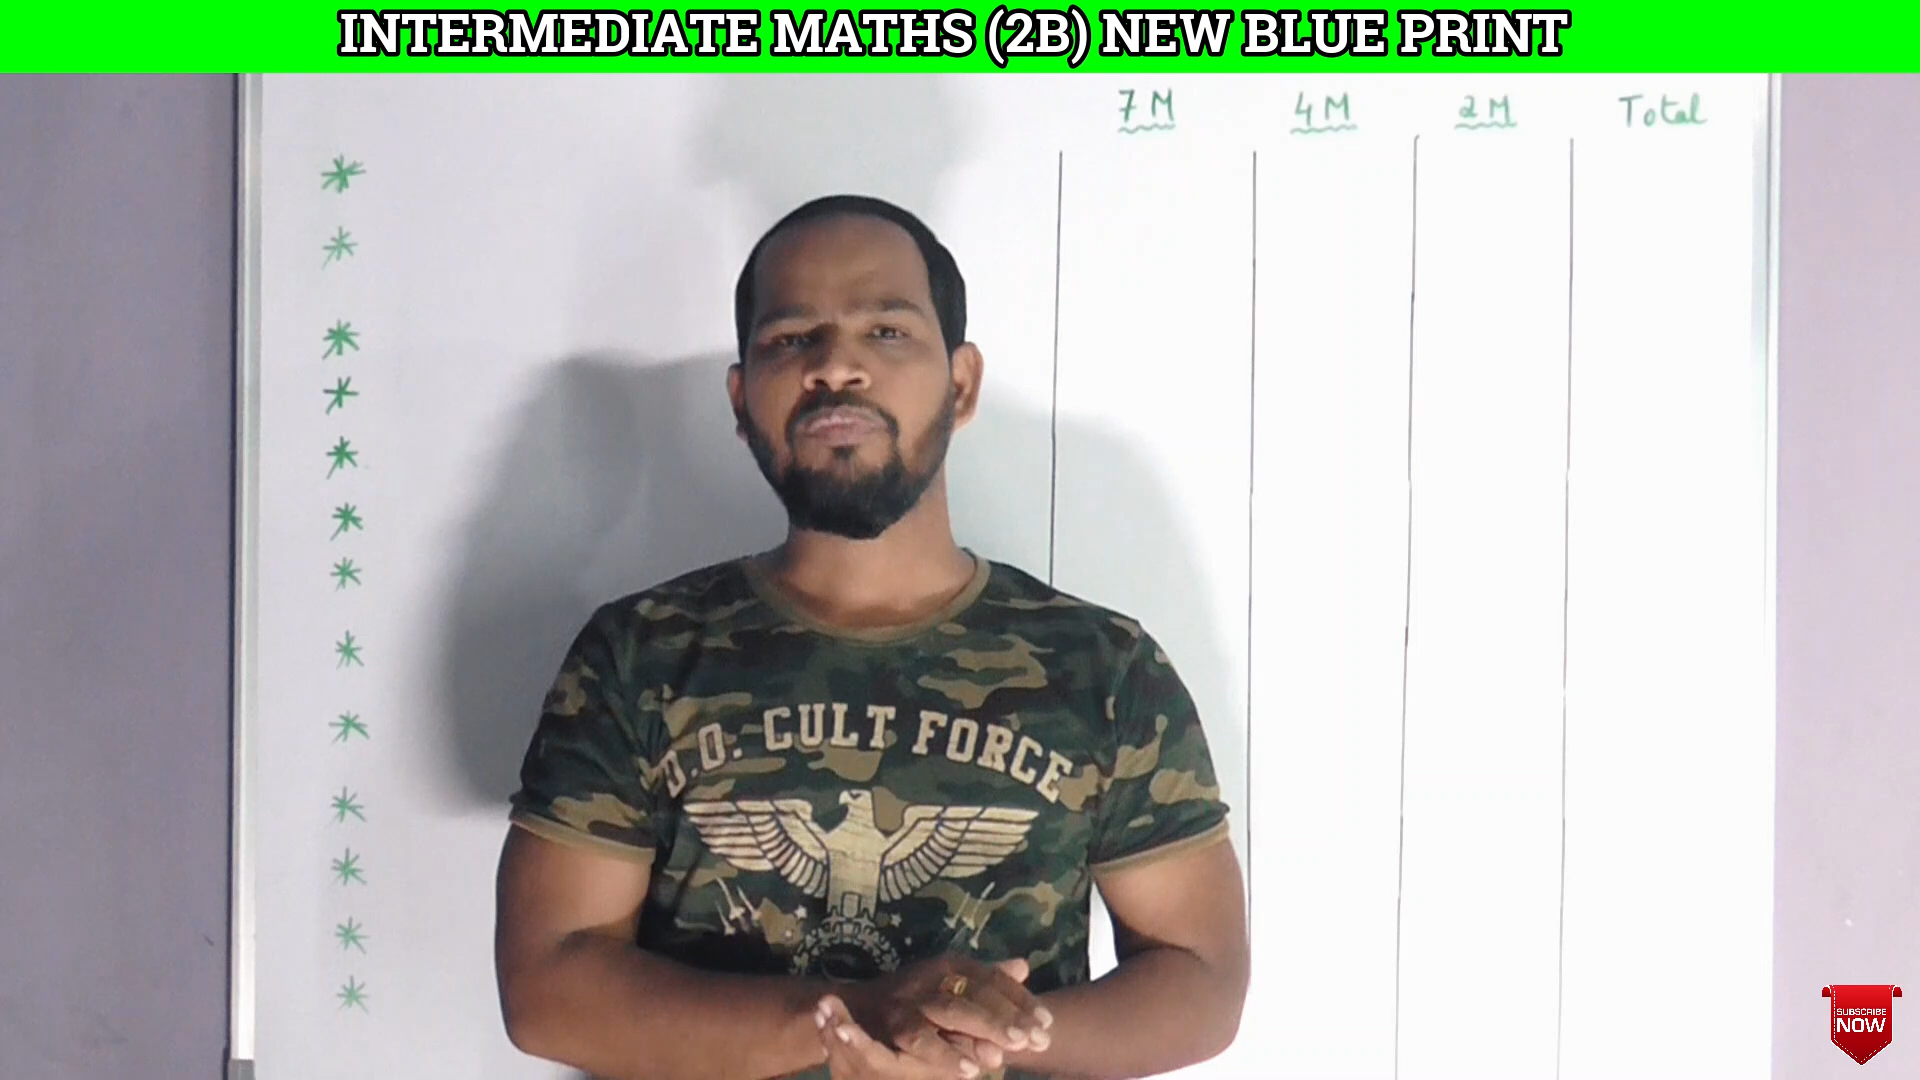 INTERMEDIATE MATHS (2B) NEW BLUE PRINT
7M 4M 2M Total
D.O. CULT FORCE
SUBSCRIBE
NOW